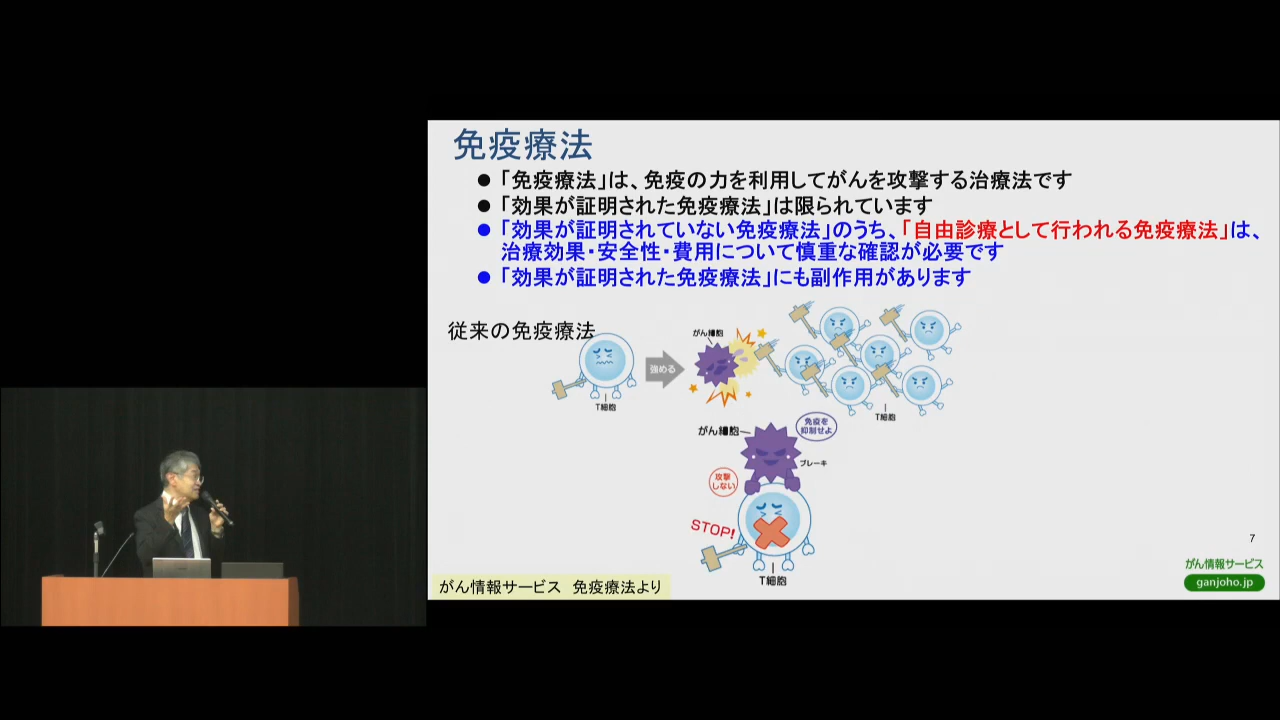 免疫療法
●「免疫療法」は、免疫の力を利用してがんを攻撃する治療法です
●「効果が証明された免疫療法」は限られています
●「効果が証明されていない免疫療法」のうち、「自由診療として行われる免疫療法」は、
治療効果・安全性・費用について慎重な確認が必要です
●「効果が証明された免疫療法」にも副作用があります
従来の免疫療法
がん細胞
強める
T細胞
T細胞
がん細胞
免疫を
抑制せよ
ブレーキ
攻撃
しない
STOP!
T細胞
7
がん情報サービス
ganjoho.jp
がん情報サービス 免疫療法より